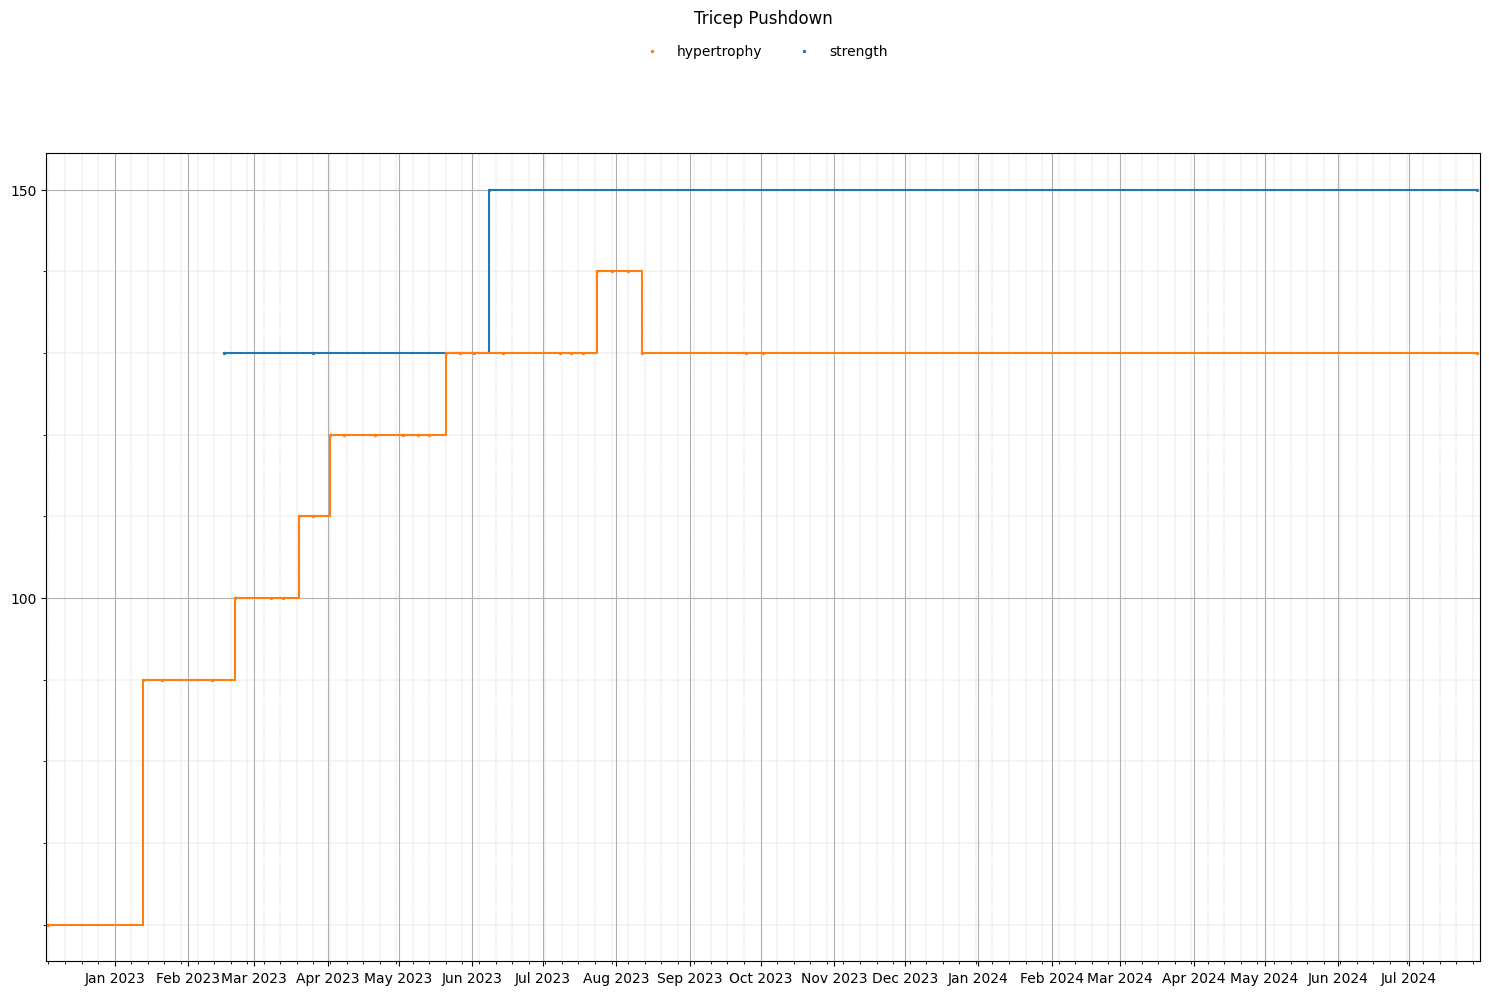 Tricep Pushdown
hypertrophy strength
150
100
Jan 2023 Feb 2023 Mar 2023 Apr 2023 May 2023 Jun 2023 Jul 2023 Aug 2023 Sep 2023 Oct 2023 Nov 2023 Dec 2023 Jan 2024 Feb 2024 Mar 2024 Apr 2024 May 2024 Jun 2024 Jul 2024